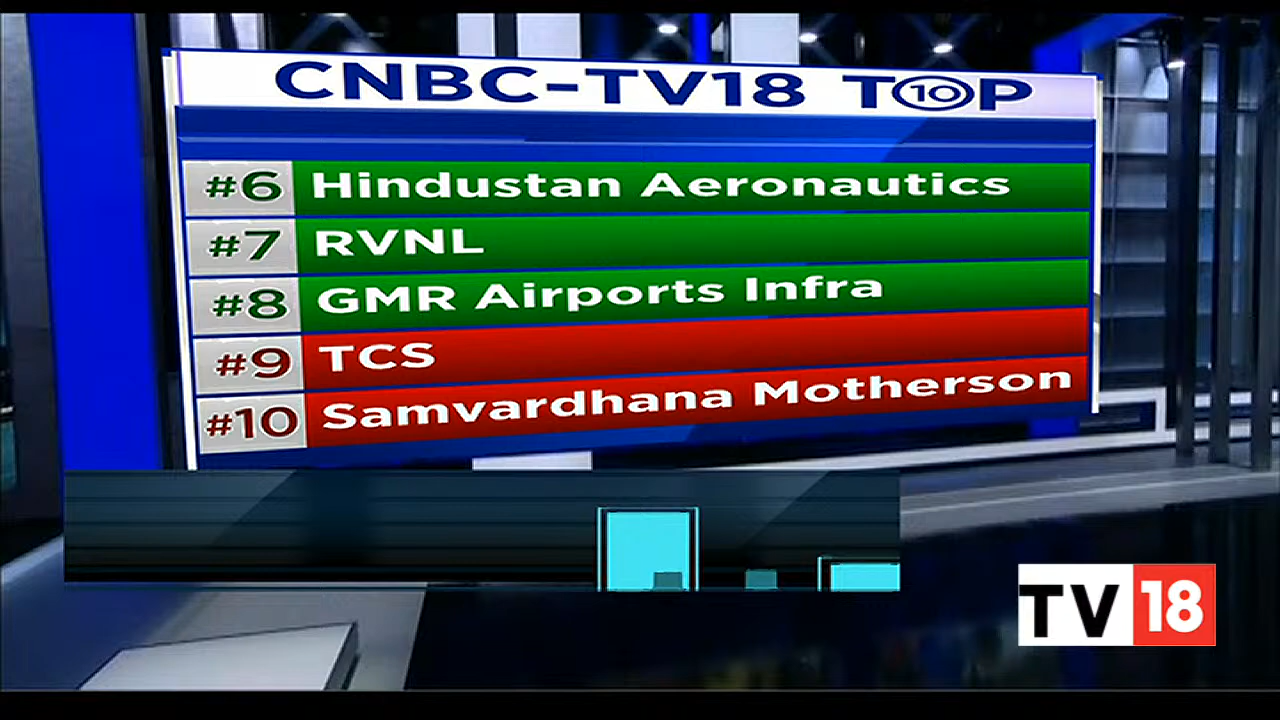 CNBC-TV18 TOP 10
#6 Hindustan Aeronautics
#7 RVNL
#8 GMR Airports Infra
#9 TCS
#10 Samvardhana Motherson
TV18